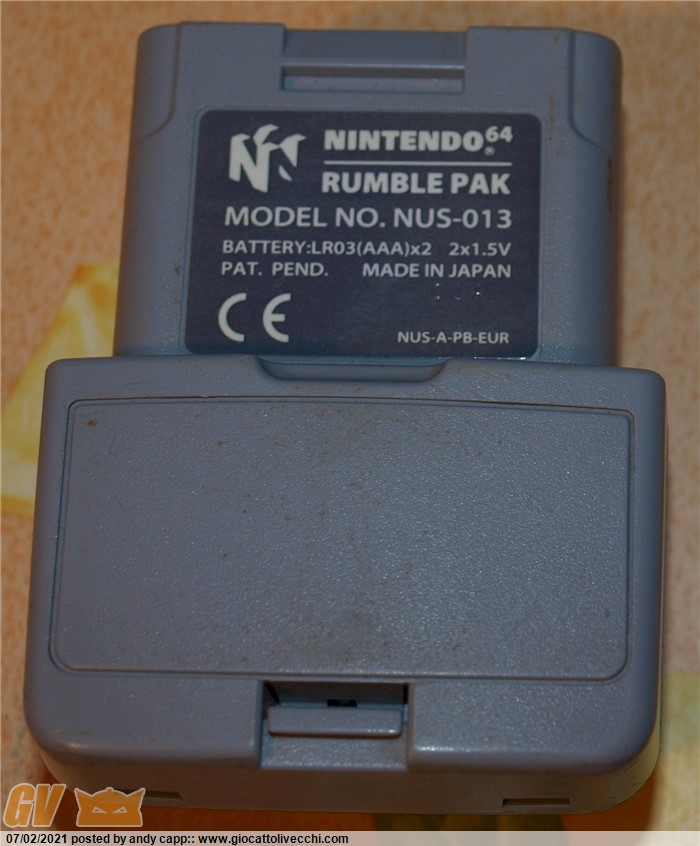 NINTENDO64®
RUMBLE PAK
MODEL NO. NUS-013
BATTERY:LR03(AAA)x2 2x1.5V
PAT. PEND. MADE IN JAPAN
CE
NUS-A-PB-EUR
GV
07/02/2021 posted by andy capp:: www.giocattolivecchi.com